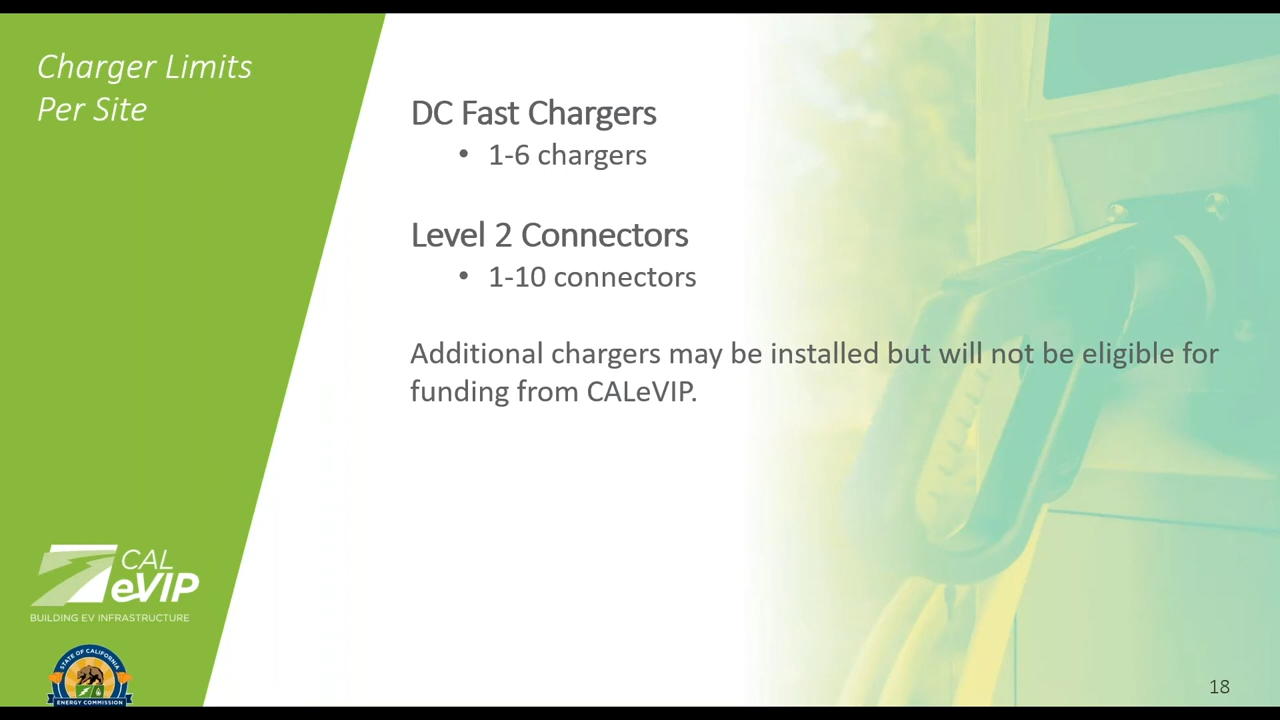 Charger Limits
Per Site
DC Fast Chargers
• 1-6 chargers
Level 2 Connectors
• 1-10 connectors
Additional chargers may be installed but will not be eligible for
funding from CALeVIP.
CAL
eVIP
BUILDING EV INFRASTRUCTURE
STATE OF CALIFORNIA
ENERGY COMMISSION
18